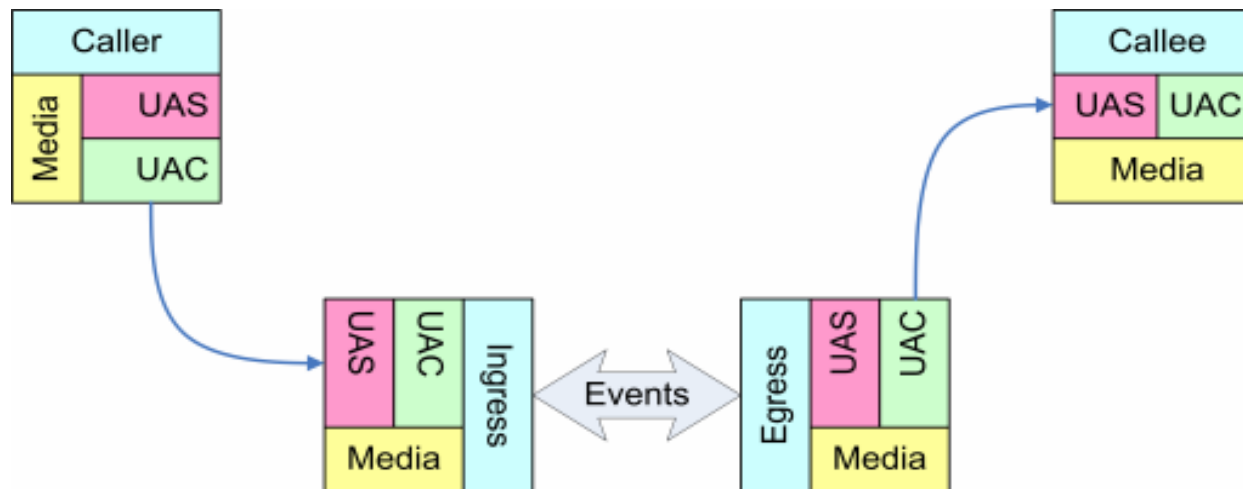 Caller
Media
UAS
UAC
Callee
UAS
UAC
Media
UAS
UAC
Ingress
Media
Events
Egress
UAS
UAC
Media